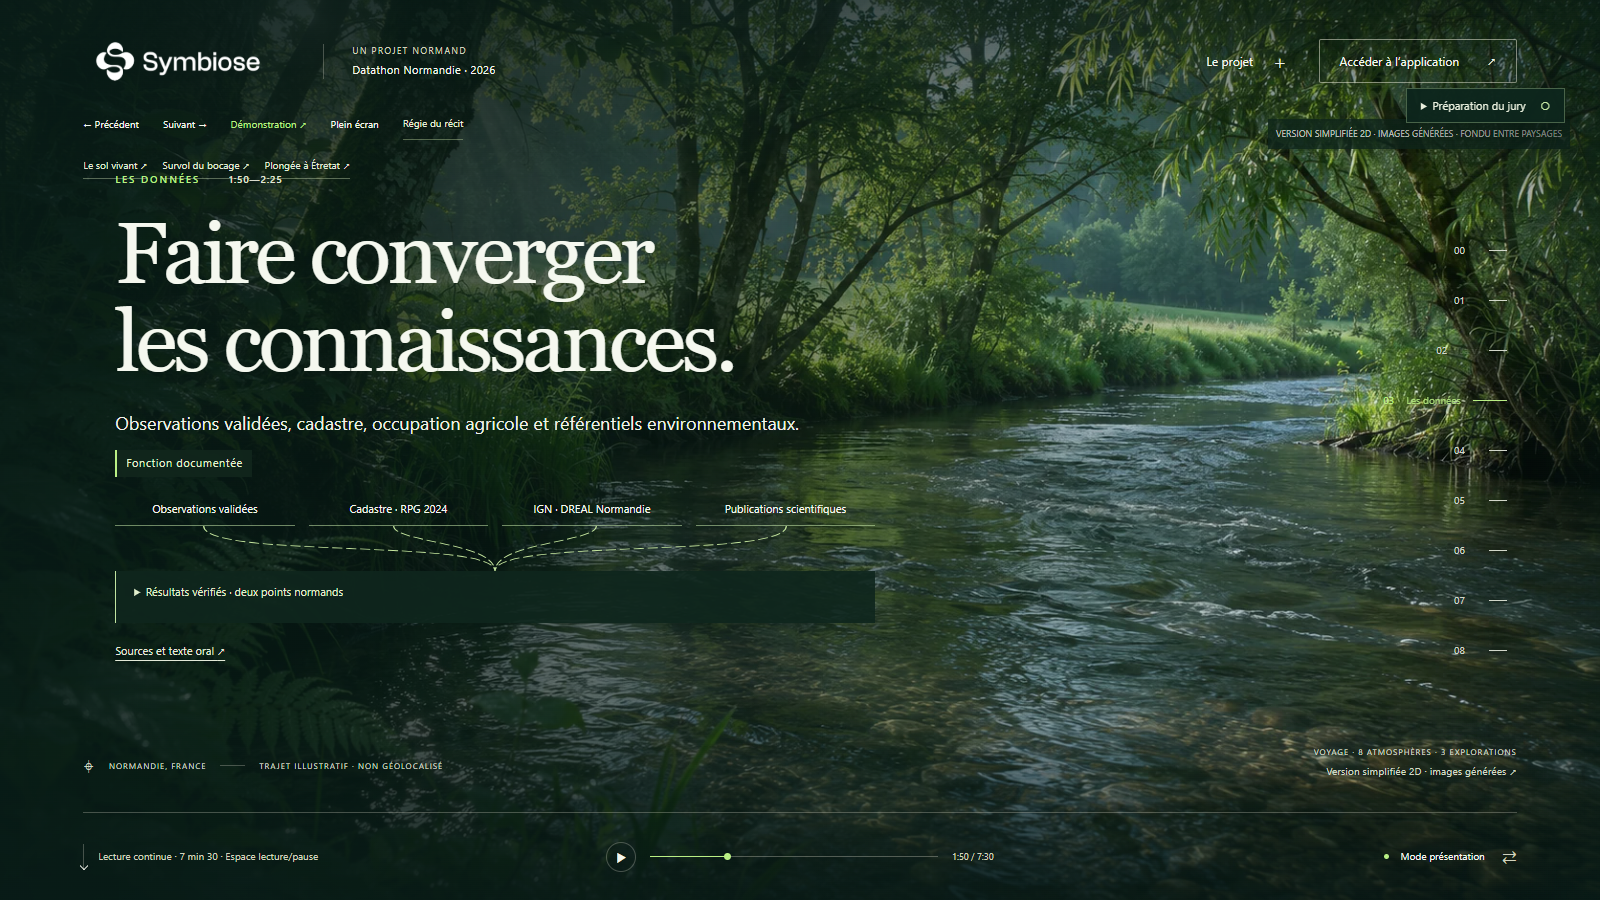 Symbiose
UN PROJET NORMAND
Datathon Normandie · 2026
Le projet +
Accéder à l'application ↗
▶ Préparation du jury
VERSION SIMPLIFIÉE 2D · IMAGES GÉNÉRÉES · FONDU ENTRE PAYSAGES
← Précédent Suivant → Démonstration ↗ Plein écran Régie du récit
Le sol vivant ↗ Survol du bocage ↗ Plongée à Étretat ↗
LES DONNÉES 1:50—2:25
Faire converger
les connaissances.
Observations validées, cadastre, occupation agricole et référentiels environnementaux.
Fonction documentée
Observations validées
Cadastre · RPG 2024
IGN · DREAL Normandie
Publications scientifiques
▶ Résultats vérifiés · deux points normands
Sources et texte oral ↗
00
01
02
03 Les données
04
05
06
07
08
NORMANDIE, FRANCE
TRAJET ILLUSTRATIF · NON GÉOLOCALISÉ
VOYAGE · 8 ATMOSPHÈRES · 3 EXPLORATIONS
Version simplifiée 2D · images générées ↗
Lecture continue · 7 min 30 · Espace lecture/pause
1:50 / 7:30
Mode présentation